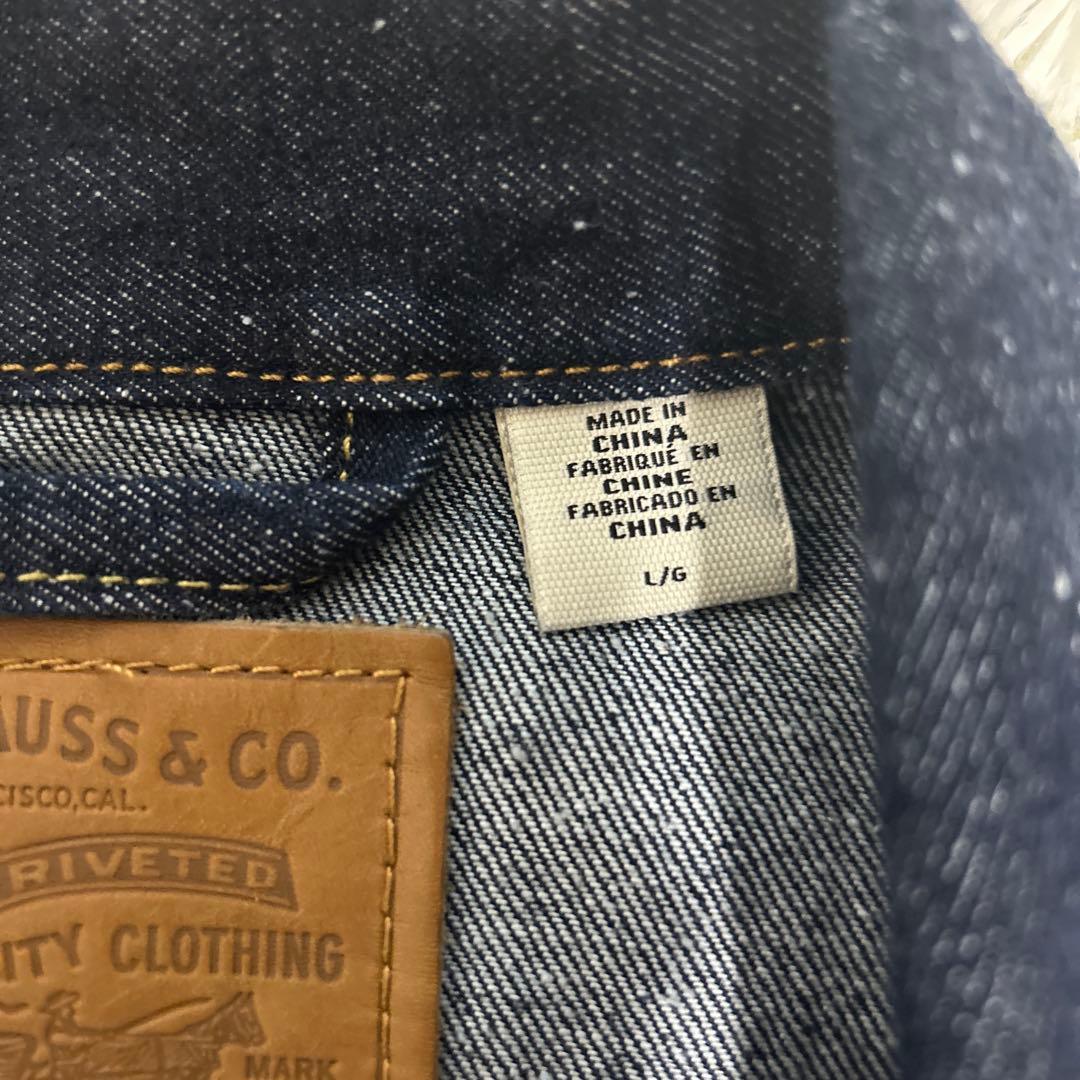 MADE IN
CHINA
FABRIQUÉ EN
CHINE
FABRICADO EN
CHINA
L/G
AUSS & CO.
CISCO, CAL.
RIVETED
ITY CLOTHING
MARK